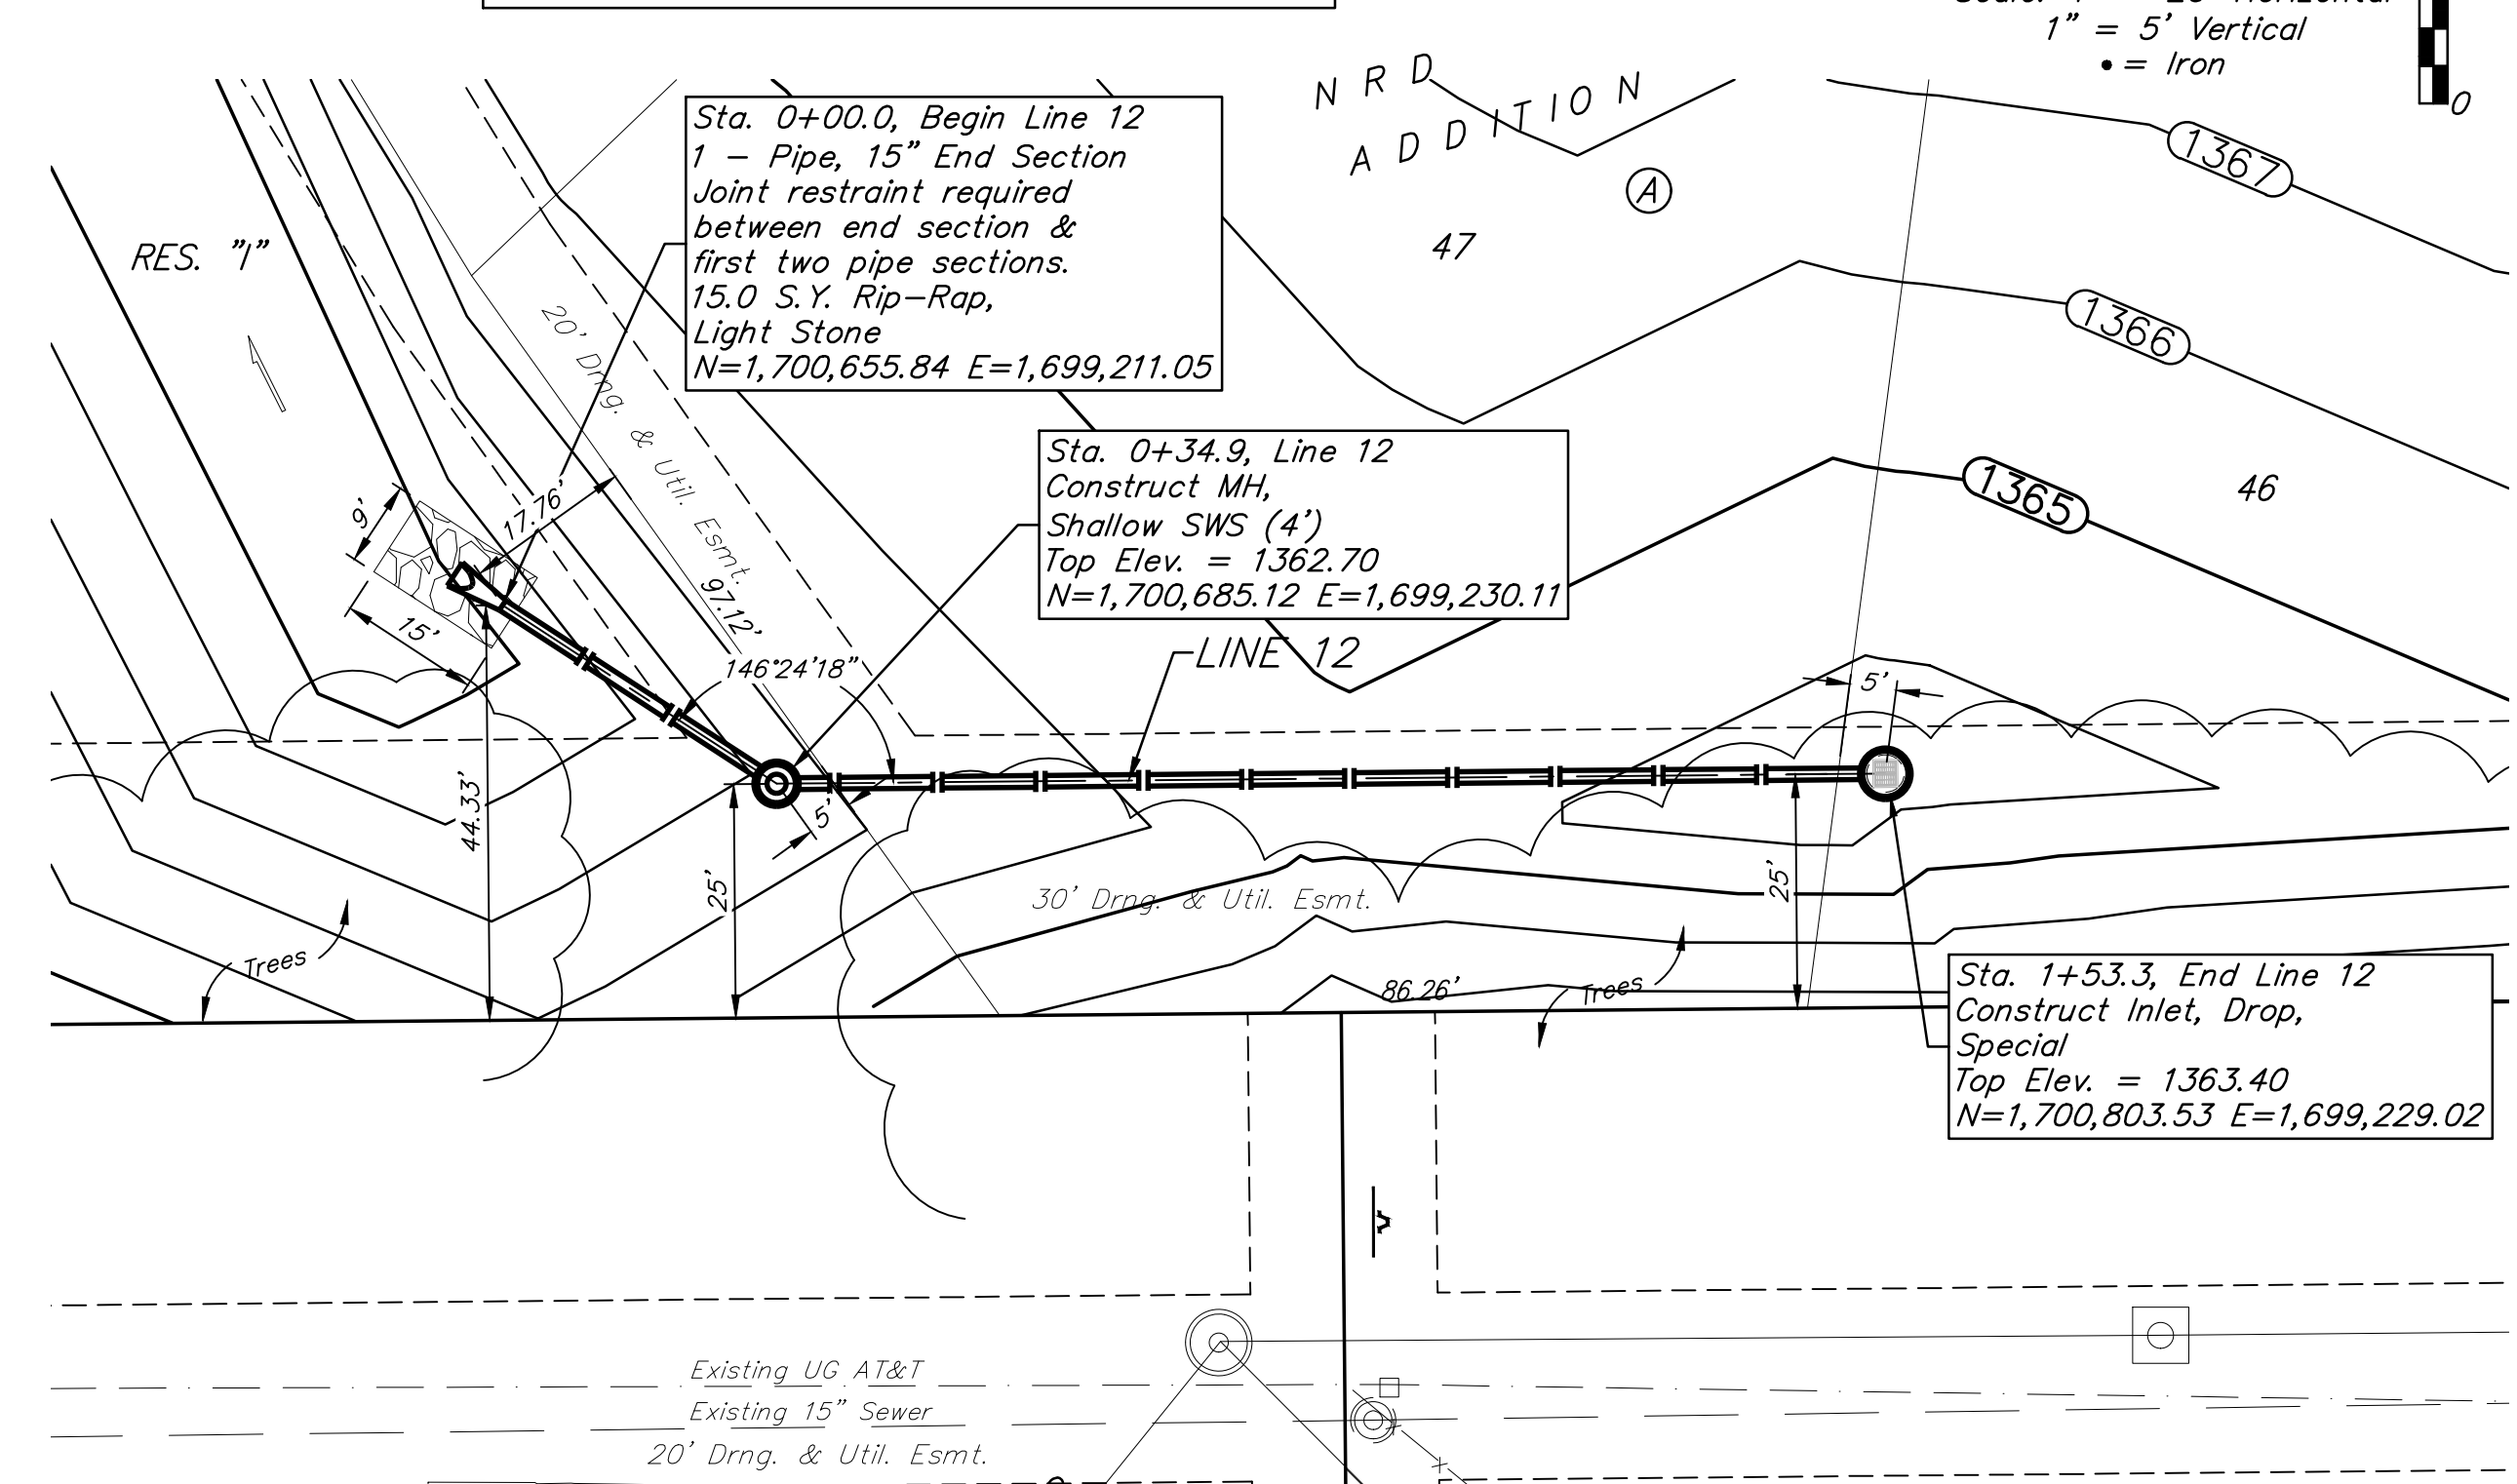 1" = 5' Vertical
• = Iron
0
N R D
A D D I T I O N
A
47
46
1367
1366
1365
RES. "1"
Sta. 0+00.0, Begin Line 12
1 – Pipe, 15" End Section
Joint restraint required
between end section &
first two pipe sections.
15.0 S.Y. Rip–Rap,
Light Stone
N=1,700,655.84 E=1,699,211.05
20' Drng. & Util. Esmt.
Sta. 0+34.9, Line 12
Construct MH,
Shallow SWS (4')
Top Elev. = 1362.70
N=1,700,685.12 E=1,699,230.11
9'
17.76'
15'
97.12'
146°24'18"
LINE 12
5'
44.33'
5'
25'
25'
30' Drng. & Util. Esmt.
Trees
86.26'
Trees
Sta. 1+53.3, End Line 12
Construct Inlet, Drop,
Special
Top Elev. = 1363.40
N=1,700,803.53 E=1,699,229.02
Existing UG AT&T
Existing 15" Sewer
20' Drng. & Util. Esmt.